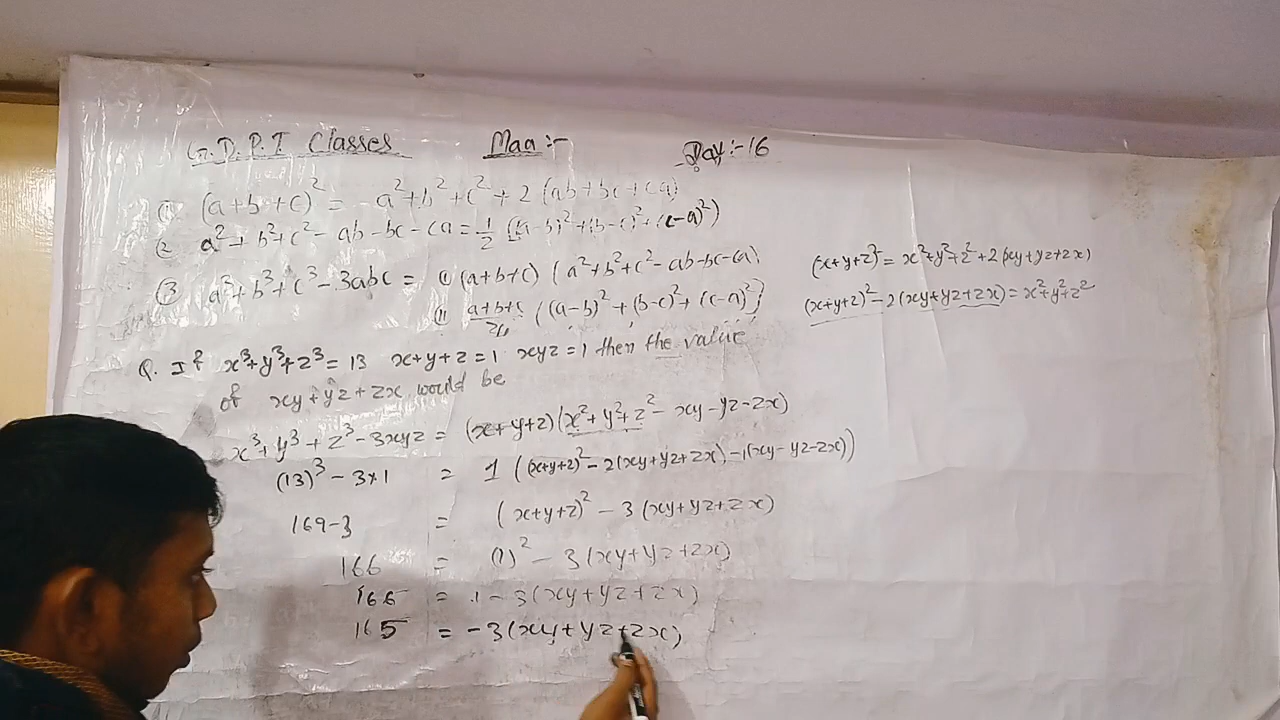 G.D.P.I Classes Maa :- Day :- 16
① (a+b+c)² = a²+b²+c²+2(ab+bc+ca)
② a²+b²+c²-ab-bc-ca = 1/2 [(a-b)²+(b-c)²+(c-a)²)
③ a³+b³+c³-3abc = (i) (a+b+c) (a²+b²+c²-ab-bc-ca)
(ii) a+b+c/2 ((a-b)²+(b-c)²+(c-a)²]
(x+y+z)² = x²+y²+z²+2(xy+yz+zx)
(x+y+z)²-2(xy+yz+zx) = x²+y²+z²
Q. If x³+y³+z³=13 x+y+z=1 xyz=1 then the value
of xy+yz+zx would be
x³+y³+z³-3xyz = (x+y+z)(x²+y²+z²-xy-yz-zx)
(13)³-3×1 = 1 ((x+y+z)²-2(xy+yz+zx)-1(xy-yz-zx))
169-3 = (x+y+z)²-3(xy+yz+zx)
166 = (1)²-3(xy+yz+zx)
166 = 1-3(xy+yz+zx)
165 = -3(xy+yz+zx)